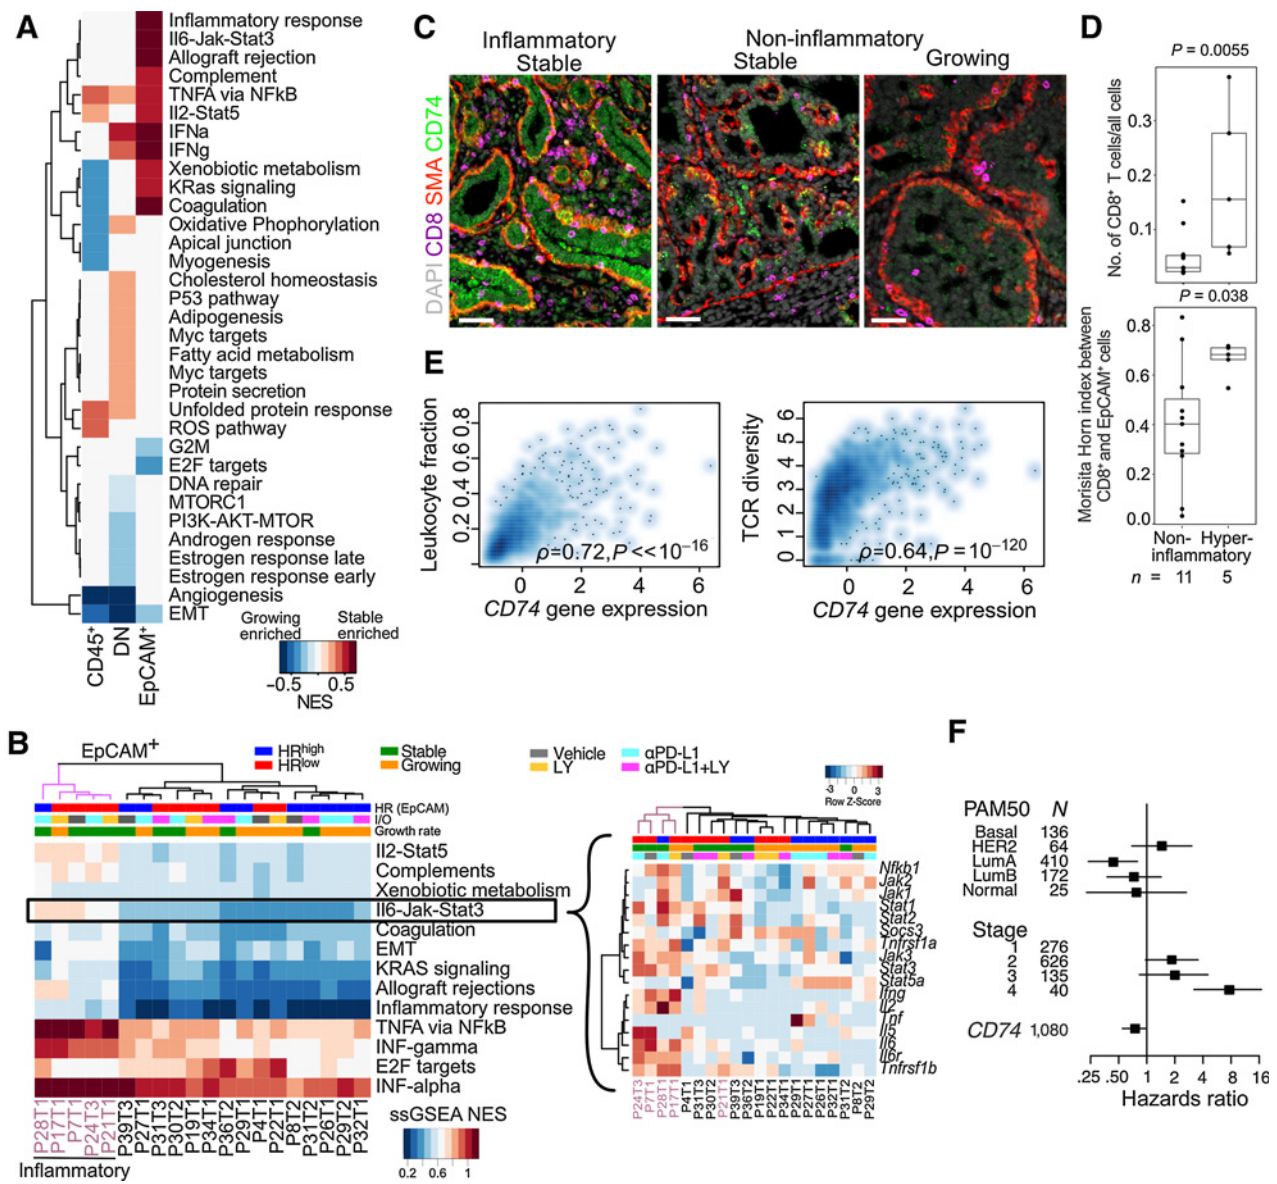 A
Inflammatory response
Il6-Jak-Stat3
Allograft rejection
Complement
TNFA via NFkB
Il2-Stat5
IFNa
IFNg
Xenobiotic metabolism
KRas signaling
Coagulation
Oxidative Phophorylation
Apical junction
Myogenesis
Cholesterol homeostasis
P53 pathway
Adipogenesis
Myc targets
Fatty acid metabolism
Myc targets
Protein secretion
Unfolded protein response
ROS pathway
G2M
E2F targets
DNA repair
MTORC1
PI3K-AKT-MTOR
Androgen response
Estrogen response late
Estrogen response early
Angiogenesis
EMT
CD45+
DN
EpCAM+
Growing enriched
Stable enriched
−0.5 0.5
NES
C
Inflammatory
Stable
Non-inflammatory
Stable
Growing
DAPI CD8 SMA CD74
D
P = 0.0055
No. of CD8+ T cells/all cells
0.3
0.2
0.1
P = 0.038
Morisita Horn index between
CD8+ and EpCAM+ cells
0.8
0.6
0.4
0.2
0.0
Non- Hyper-
inflammatory
n = 11 5
E
Leukocyte fraction
0.8
0.6
0.4
0.2
0
ρ=0.72, P <<10−16
0 2 4 6
CD74 gene expression
TCR diversity
6
5
4
3
2
1
0
ρ=0.64, P = 10−120
0 2 4 6
CD74 gene expression
B
EpCAM+
HRhigh
HRlow
Stable
Growing
Vehicle
LY
αPD-L1
αPD-L1+LY
HR (EpCAM)
I/O
Growth rate
Il2-Stat5
Complements
Xenobiotic metabolism
Il6-Jak-Stat3
Coagulation
EMT
KRAS signaling
Allograft rejections
Inflammatory response
TNFA via NFkB
INF-gamma
E2F targets
INF-alpha
P28T1
P17T1
P7T1
P24T3
P21T1
P39T3
P27T1
P31T3
P30T2
P19T1
P34T1
P36T2
P29T1
P4T1
P22T1
P8T2
P31T2
P26T1
P29T2
P32T1
Inflammatory
ssGSEA NES
0.2 0.6 1
-3 0 3
Row Z-Score
Nfkb1
Jak2
Jak1
Stat1
Stat2
Socs3
Tnfrsf1a
Jak3
Stat3
Stat5a
Ifng
Il2
Tnf
Il5
Il6
Il6r
Tnfrsf1b
P24T3
P7T1
P28T1
P17T1
P4T1
P31T3
P30T2
P21T1
P39T3
P36T2
P19T1
P22T1
P34T1
P29T1
P27T1
P26T1
P32T1
P31T2
P8T2
P29T2
F
PAM50 N
Basal 136
HER2 64
LumA 410
LumB 172
Normal 25
Stage
1 276
2 626
3 135
4 40
CD74 1,080
.25 .50 1 2 4 8 16
Hazards ratio